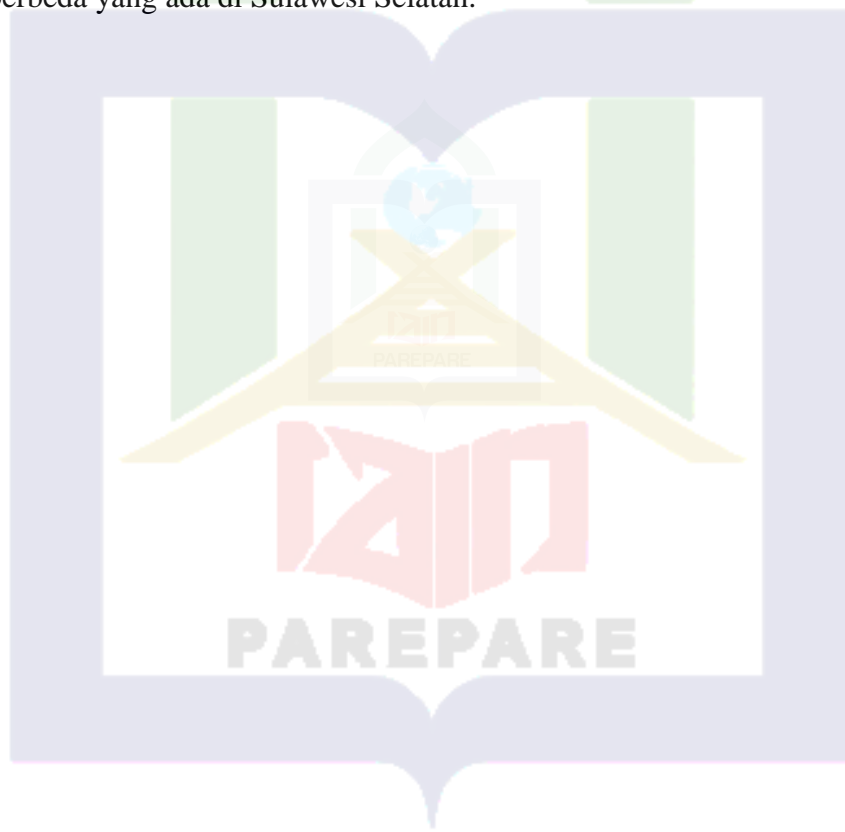 berbeda yang ada di Sulawesi Selatan.
IAIN
PAREPARE
IAIN
PAREPARE